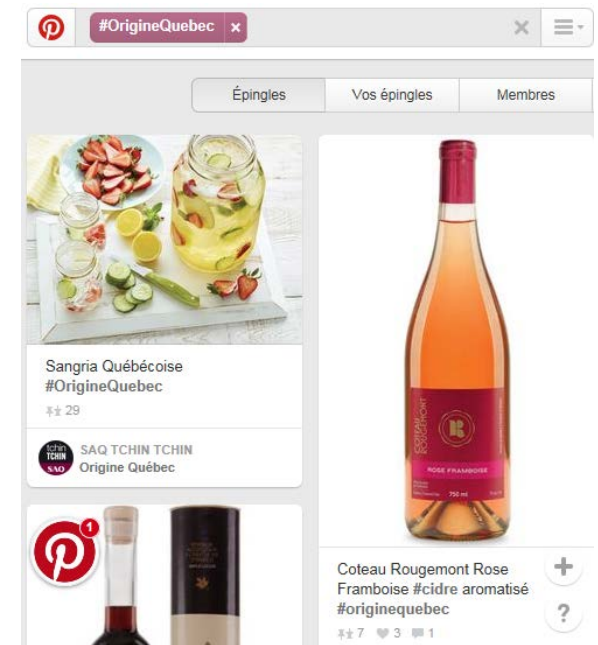 #OrigineQuebec x
Épingles Vos épingles Membres
Sangria Québécoise
#OrigineQuebec
29
tchin
TCHIN
SAQ
SAQ TCHIN TCHIN
Origine Québec
1
COTEAU
ROUGEMONT
R
ROSE FRAMBOISE
750 ml
Coteau Rougemont Rose
Framboise #cidre aromatisé
#originequebec
7 3 1
+
?